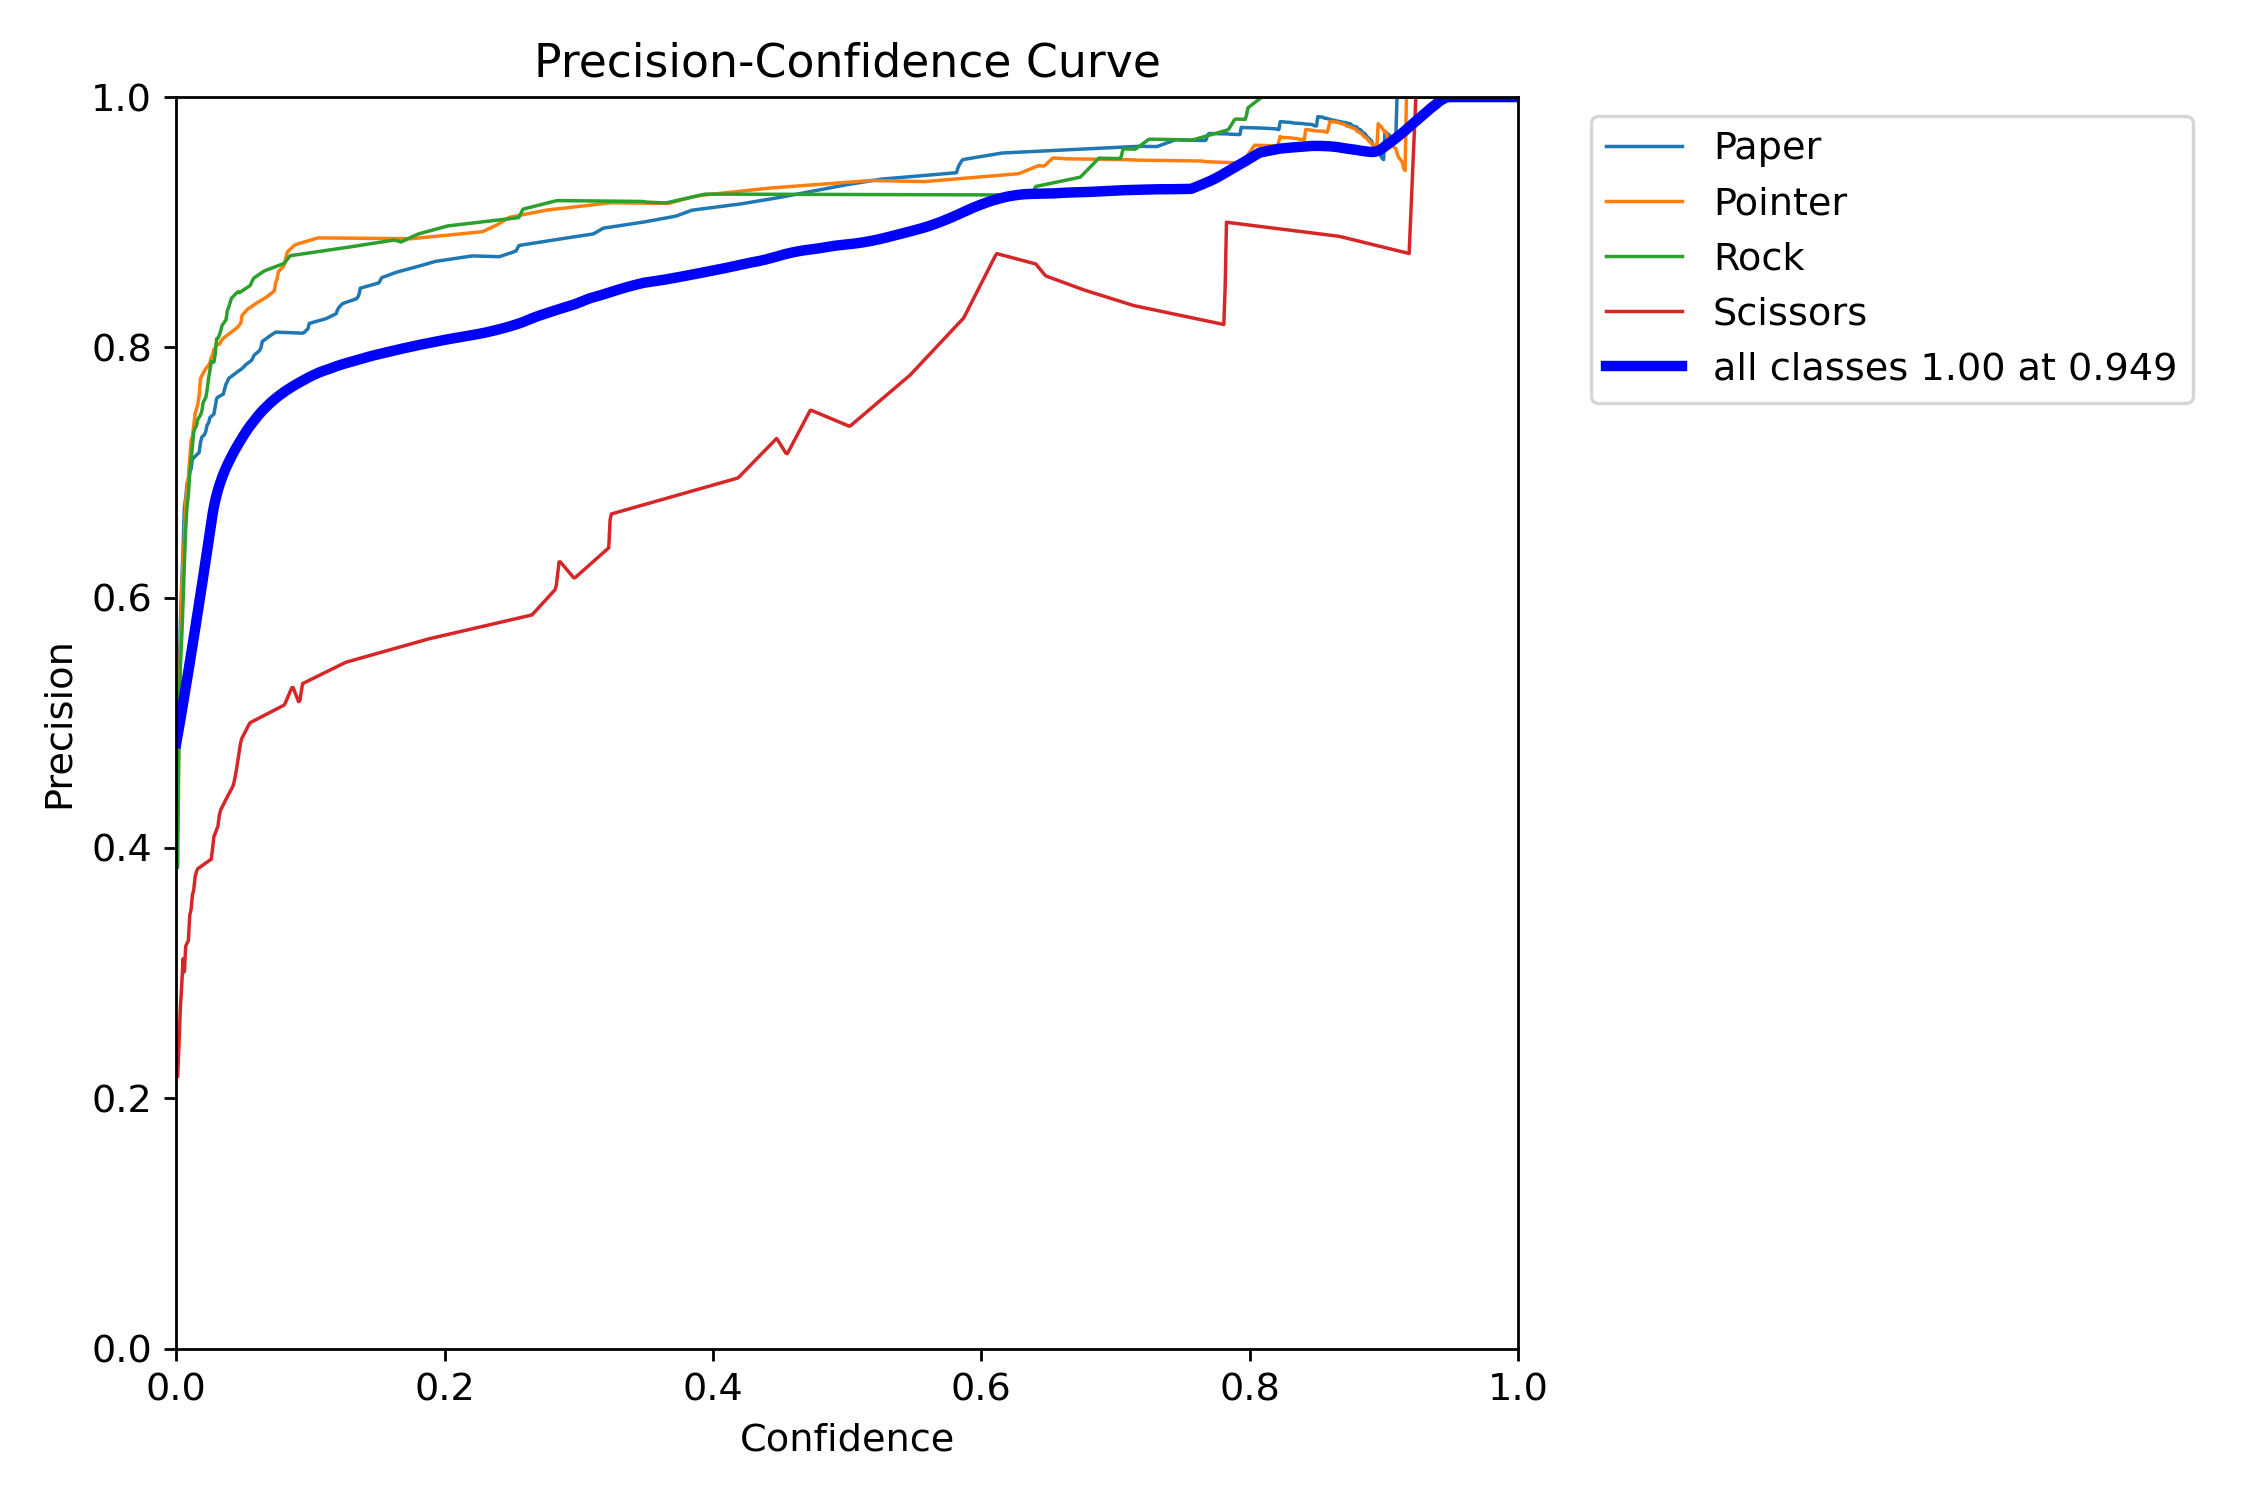 Precision-Confidence Curve
1.0
0.8
0.6
0.4
0.2
0.0
Precision
0.0 0.2 0.4 0.6 0.8 1.0
Confidence
Paper
Pointer
Rock
Scissors
all classes 1.00 at 0.949